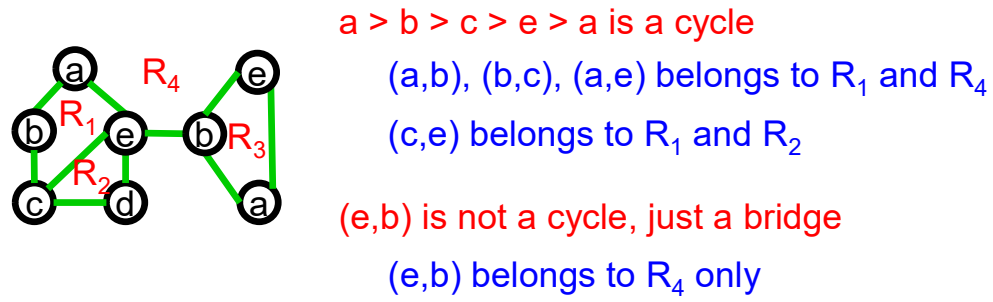 a > b > c > e > a is a cycle
(a,b), (b,c), (a,e) belongs to R₁ and R₄
(c,e) belongs to R₁ and R₂
(e,b) is not a cycle, just a bridge
(e,b) belongs to R₄ only
a R₄ e
b R₁ e b R₃
R₂
c d a